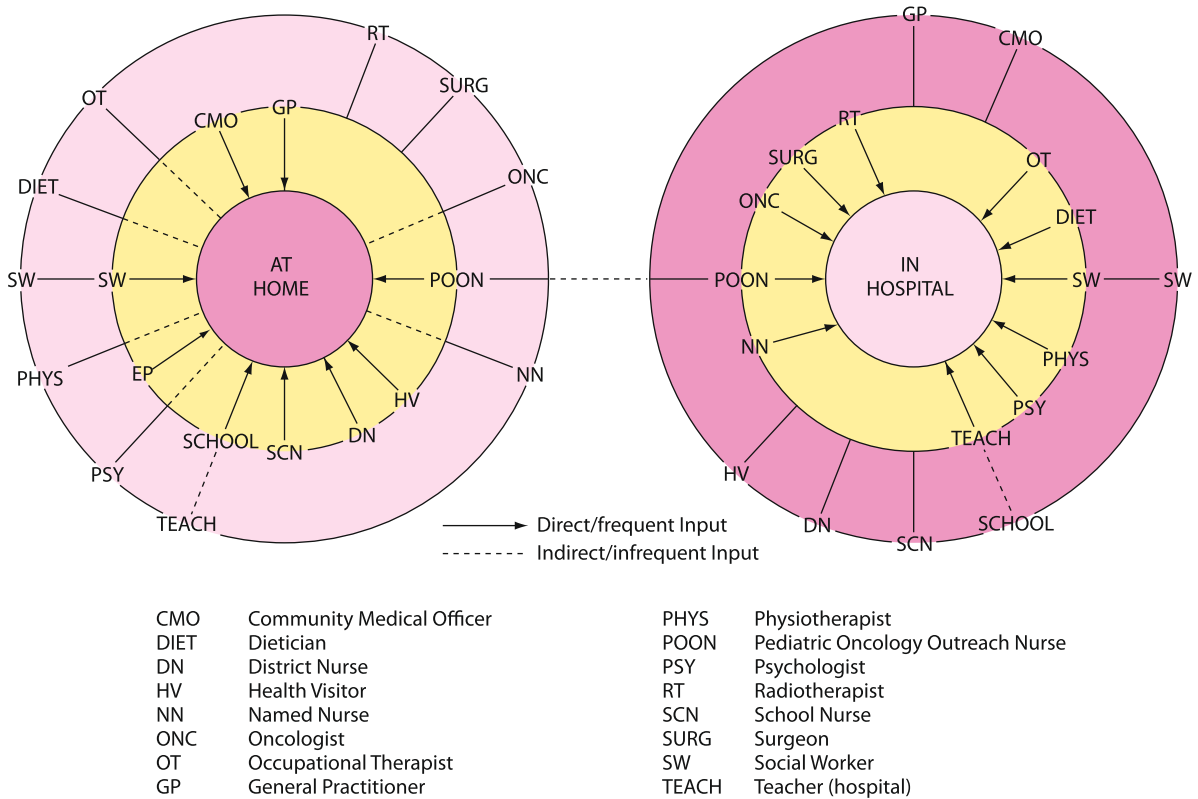 RT
SURG
OT
CMO
GP
DIET
ONC
SW
SW
AT
HOME
POON
PHYS
EP
NN
HV
PSY
SCHOOL
SCN
DN
TEACH
GP
CMO
RT
OT
SURG
ONC
DIET
POON
IN
HOSPITAL
SW
SW
NN
PHYS
PSY
TEACH
HV
DN
SCN
SCHOOL
Direct/frequent Input
Indirect/infrequent Input
CMO Community Medical Officer
DIET Dietician
DN District Nurse
HV Health Visitor
NN Named Nurse
ONC Oncologist
OT Occupational Therapist
GP General Practitioner
PHYS Physiotherapist
POON Pediatric Oncology Outreach Nurse
PSY Psychologist
RT Radiotherapist
SCN School Nurse
SURG Surgeon
SW Social Worker
TEACH Teacher (hospital)